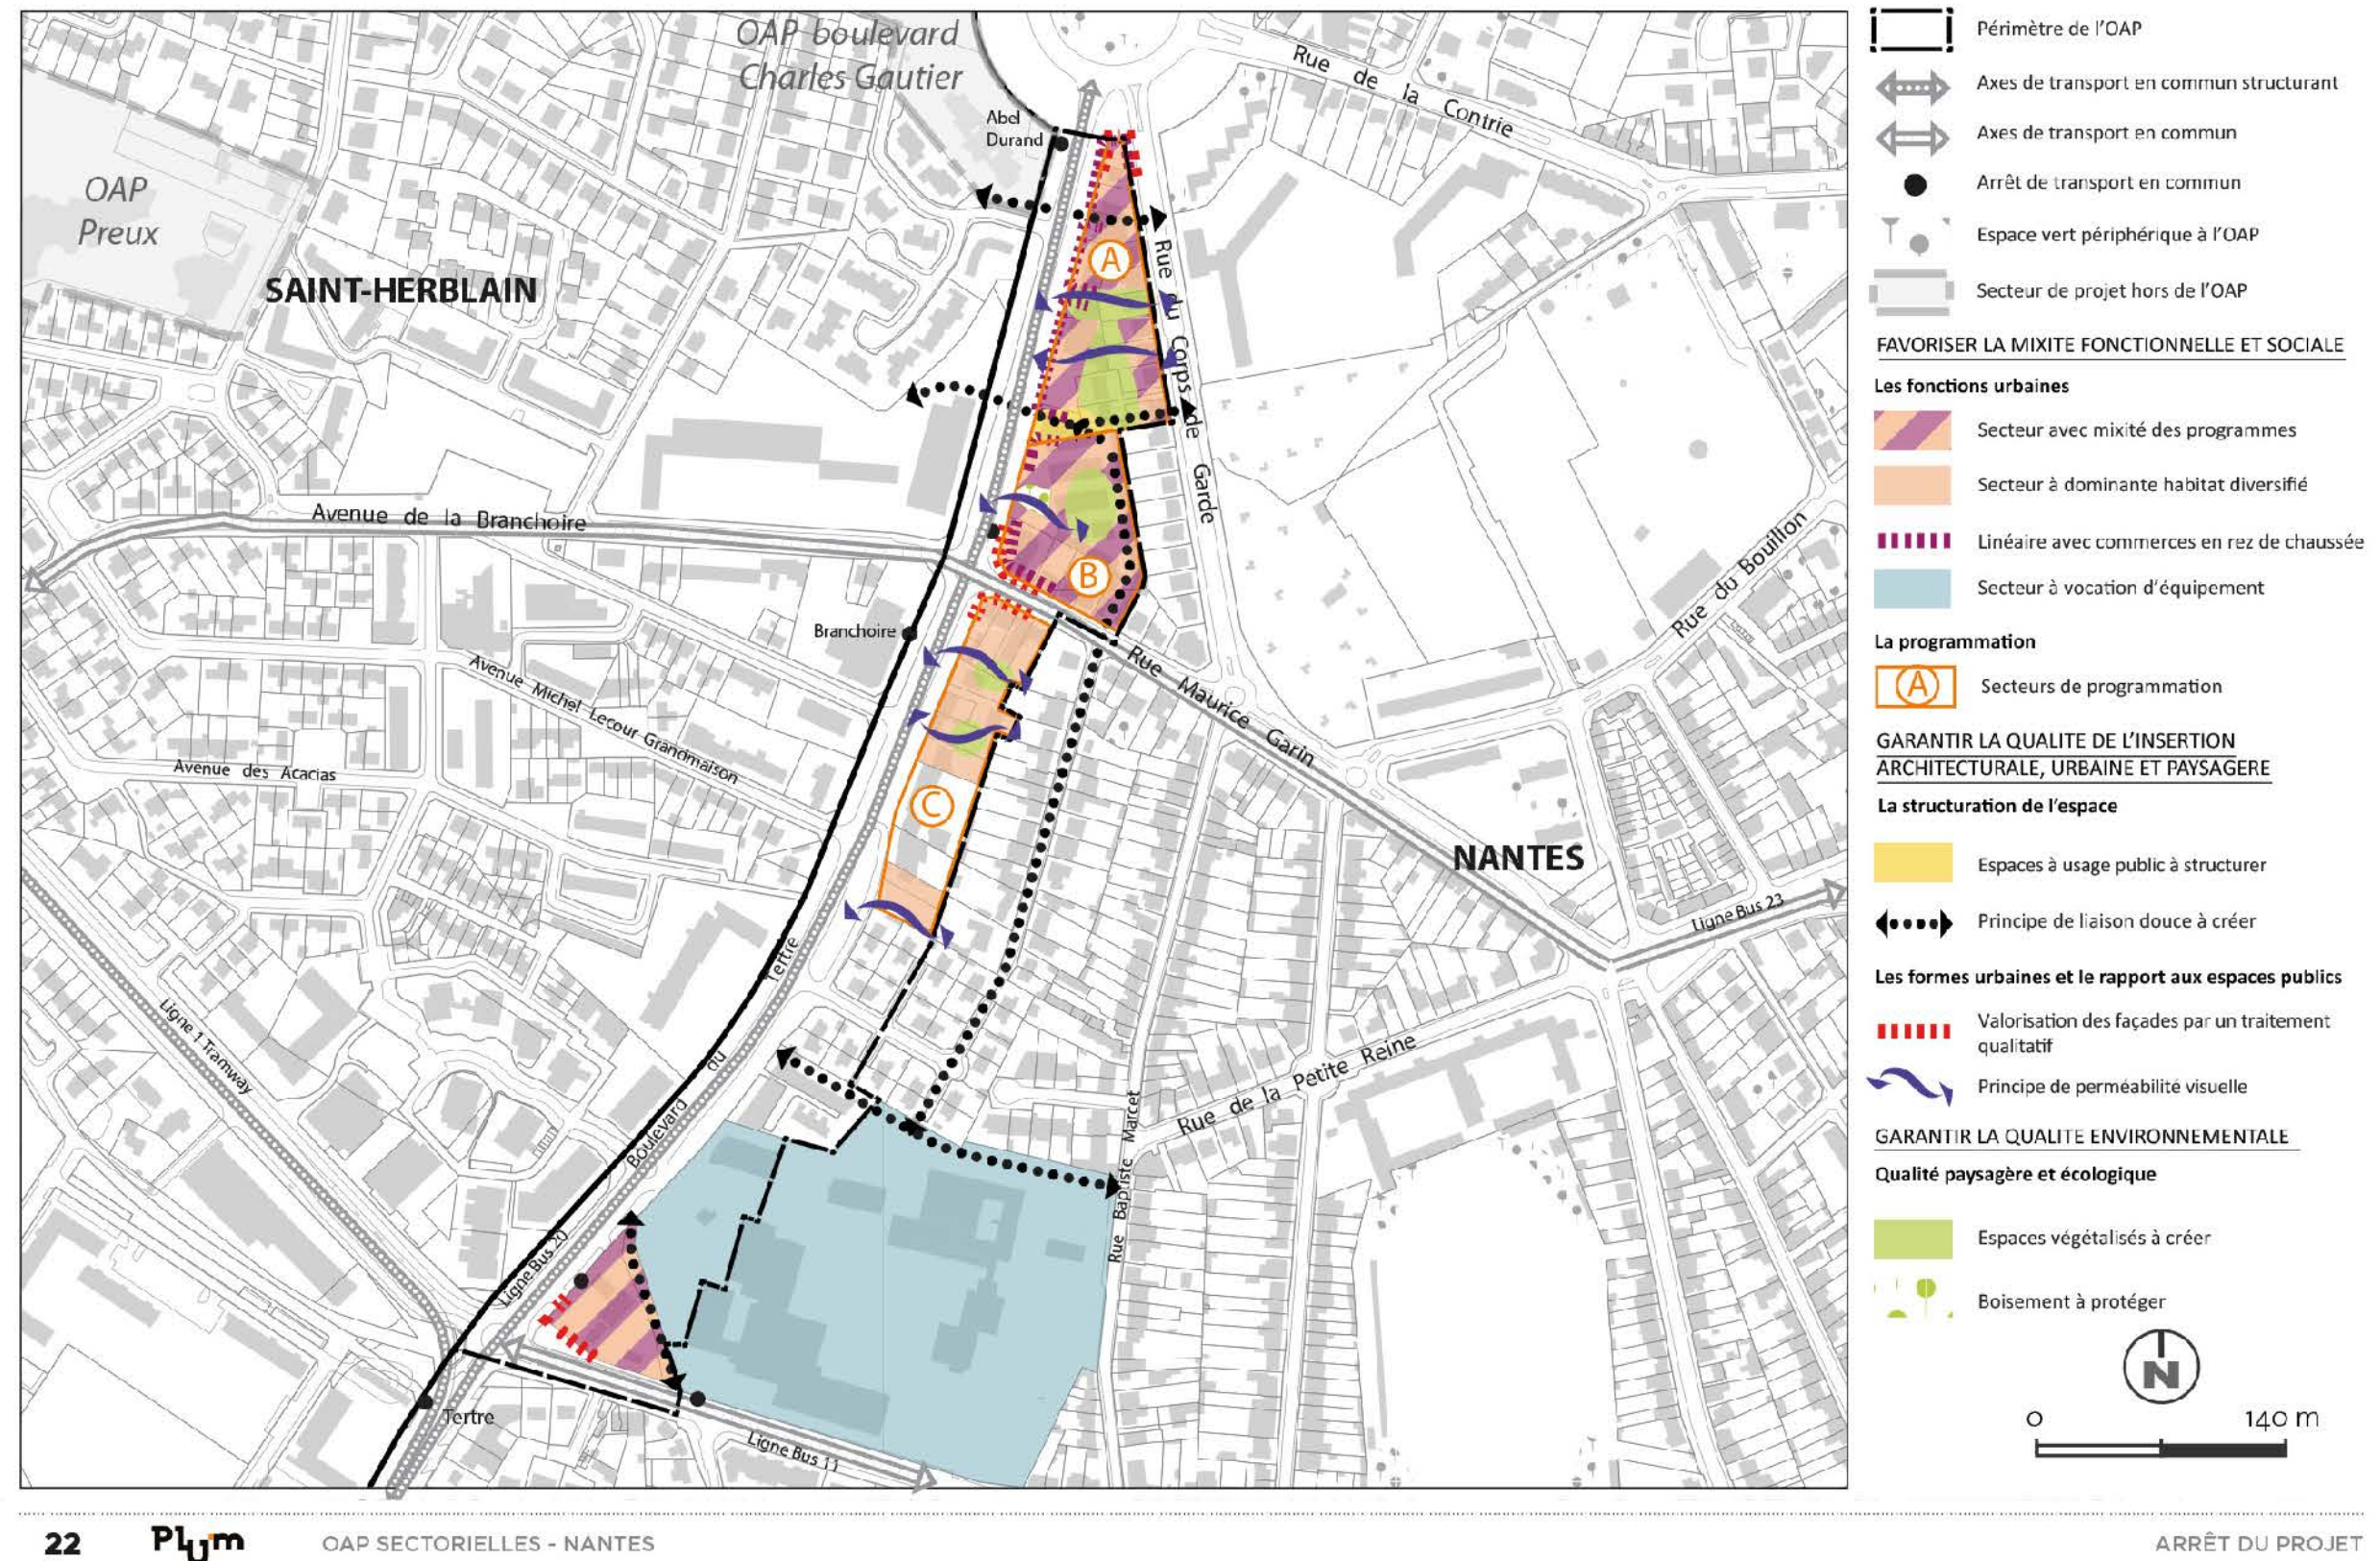 OAP boulevard
Charles Gautier
Abel
Durand
OAP
Preux
SAINT-HERBLAIN
Rue de la Contrie
A
Rue du Corps de Garde
Avenue de la Branchoire
B
Branchoire
Rue du Bouillon
Avenue Michel Lecour Grandmaison
Rue Maurice Garin
Avenue des Acacias
C
NANTES
Ligne Bus 23
Ligne 1 Tramway
Boulevard du Tertre
Rue de la Petite Reine
Rue Baptiste Marcet
Ligne Bus 20
Tertre
Ligne Bus 11
Périmètre de l'OAP
Axes de transport en commun structurant
Axes de transport en commun
Arrêt de transport en commun
Espace vert périphérique à l'OAP
Secteur de projet hors de l'OAP
FAVORISER LA MIXITE FONCTIONNELLE ET SOCIALE
Les fonctions urbaines
Secteur avec mixité des programmes
Secteur à dominante habitat diversifié
Linéaire avec commerces en rez de chaussée
Secteur à vocation d'équipement
La programmation
A Secteurs de programmation
GARANTIR LA QUALITE DE L'INSERTION
ARCHITECTURALE, URBAINE ET PAYSAGERE
La structuration de l'espace
Espaces à usage public à structurer
Principe de liaison douce à créer
Les formes urbaines et le rapport aux espaces publics
Valorisation des façades par un traitement
qualitatif
Principe de perméabilité visuelle
GARANTIR LA QUALITE ENVIRONNEMENTALE
Qualité paysagère et écologique
Espaces végétalisés à créer
Boisement à protéger
N
0 140 m
22 Plum OAP SECTORIELLES - NANTES ARRÊT DU PROJET